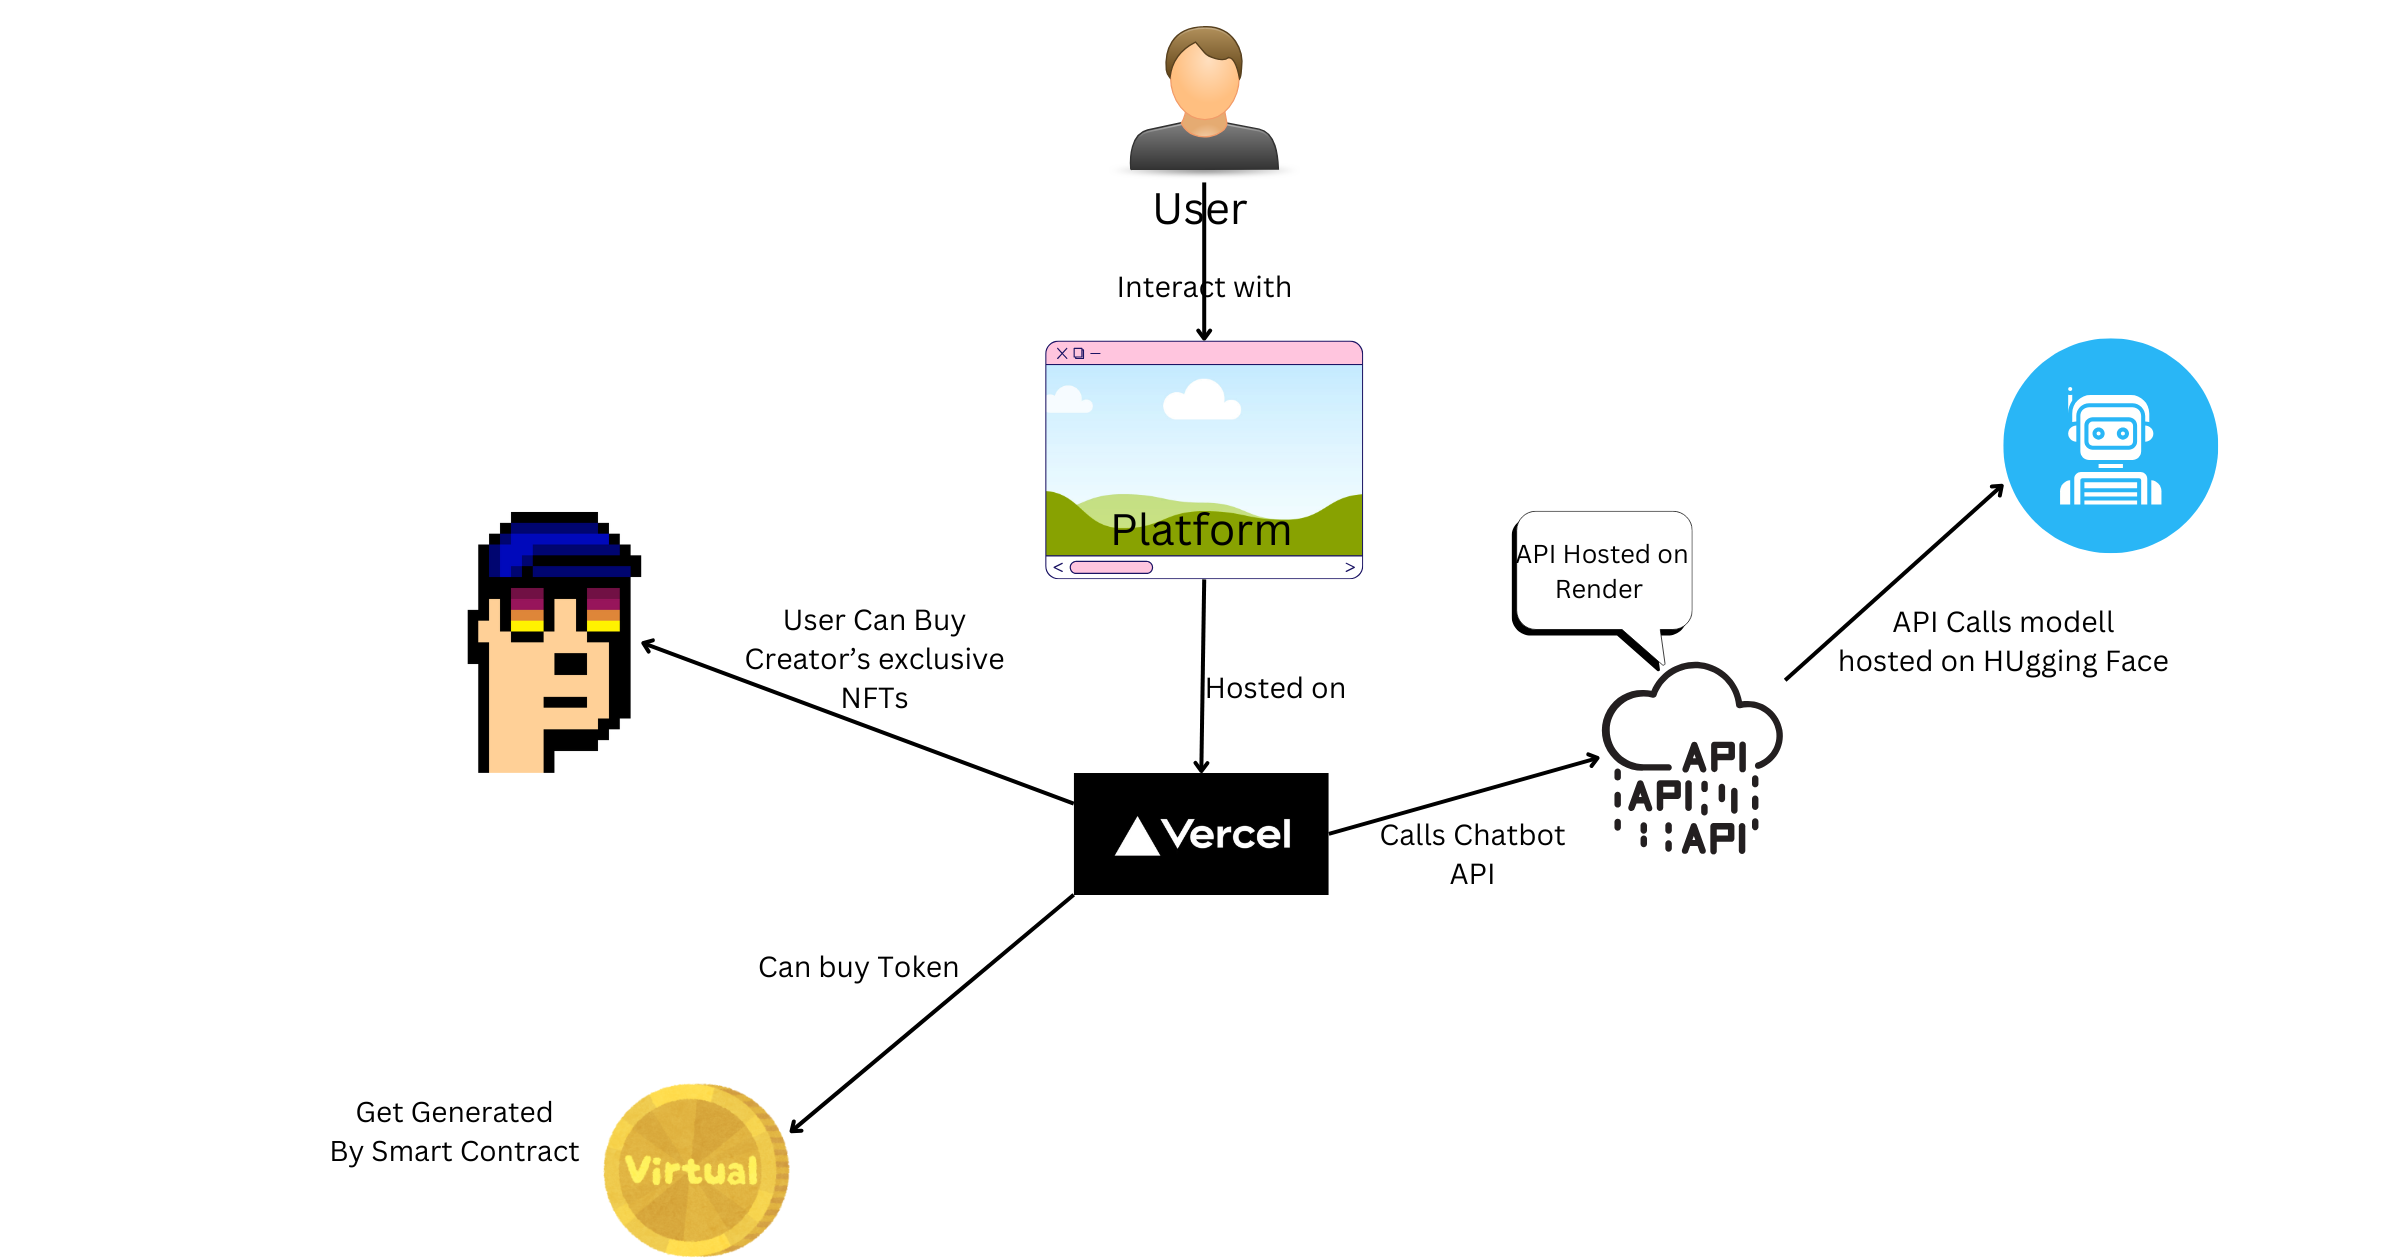 User
Interact with
Platform
API Hosted on
Render
User Can Buy
Creator’s exclusive
NFTs
Hosted on
API Calls modell
hosted on HUgging Face
API
API
API
Vercel
Calls Chatbot
API
Can buy Token
Get Generated
By Smart Contract
Virtual